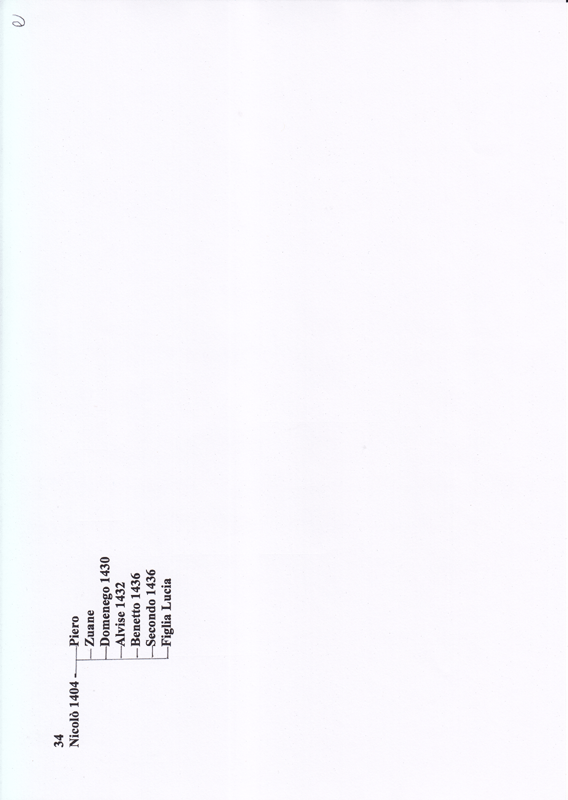 34
Nicolò 1404 - Piero
Zuane
Domenego 1430
Alvise 1432
Benetto 1436
Secondo 1436
Figlia Lucia